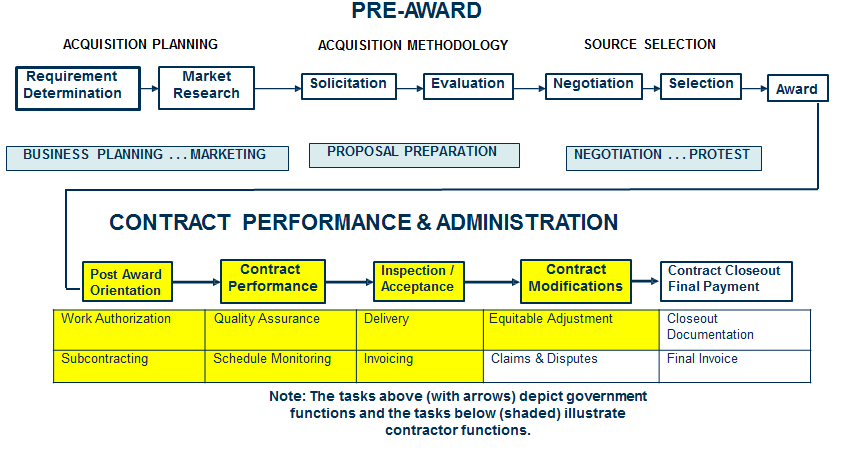 PRE-AWARD
ACQUISITION PLANNING
ACQUISITION METHODOLOGY
SOURCE SELECTION
Requirement
Determination
Market
Research
Solicitation
Evaluation
Negotiation
Selection
Award
BUSINESS PLANNING ... MARKETING
PROPOSAL PREPARATION
NEGOTIATION ... PROTEST
CONTRACT PERFORMANCE & ADMINISTRATION
Post Award
Orientation
Contract
Performance
Inspection /
Acceptance
Contract
Modifications
Contract Closeout
Final Payment
Work Authorization
Quality Assurance
Delivery
Equitable Adjustment
Closeout
Documentation
Subcontracting
Schedule Monitoring
Invoicing
Claims & Disputes
Final Invoice
Note: The tasks above (with arrows) depict government
functions and the tasks below (shaded) illustrate
contractor functions.